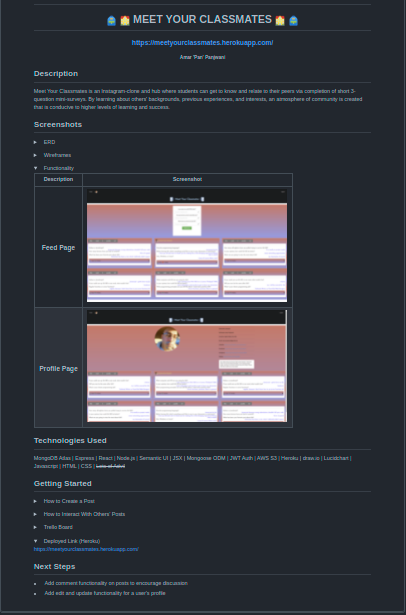 MEET YOUR CLASSMATES
https://meetyourclassmates.herokuapp.com/
Amar 'Pan' Panjwani
Description
Meet Your Classmates is an Instagram-clone and hub where students can get to know and relate to their peers via completion of short 3-
question mini-surveys. By learning about others' backgrounds, previous experiences, and interests, an atmosphere of community is created
that is conducive to higher levels of learning and success.
Screenshots
ERD
Wireframes
Functionality
Description Screenshot
Feed Page
Profile Page
Technologies Used
MongoDB Atlas | Express | React | Node.js | Semantic UI | JSX | Mongoose ODM | JWT Auth | AWS S3 | Heroku | draw.io | Lucidchart |
Javascript | HTML | CSS | Lots of Advil
Getting Started
How to Create a Post
How to Interact With Others' Posts
Trello Board
Deployed Link (Heroku)
https://meetyourclassmates.herokuapp.com/
Next Steps
Add comment functionality on posts to encourage discussion
Add edit and update functionality for a user's profile